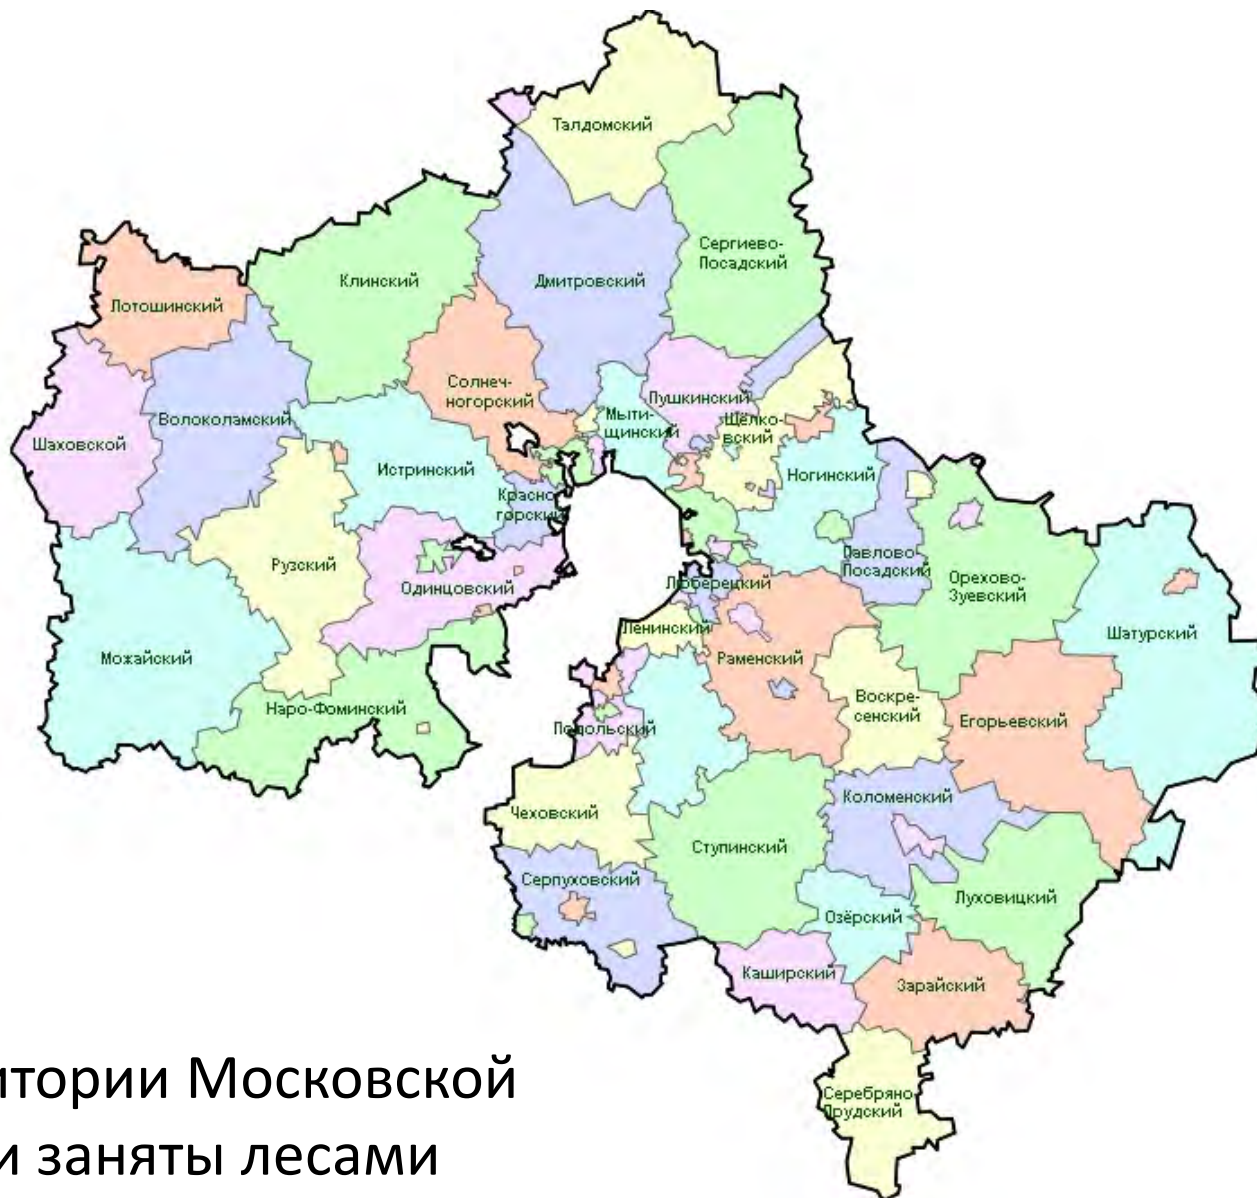 Талдомский
Сергиево-
Посадский
Клинский
Дмитровский
Лотошинский
Солнеч-
ногорский
Пушкинский
Мыти-
щинский
Щёлко-
вский
Волоколамский
Шаховской
Истринский
Ногинский
Красно
горский
Павлово-
Посадский
Рузский
Одинцовский
Люберецкий
Орехово-
Зуевский
Ленинский
Шатурский
Можайский
Раменский
Наро-Фоминский
Воскре-
сенский
Егорьевский
Подольский
Чеховский
Коломенский
Ступинский
Серпуховский
Луховицкий
Озёрский
Каширский
Зарайский
Серебряно
Прудский
итории Московской
и заняты лесами